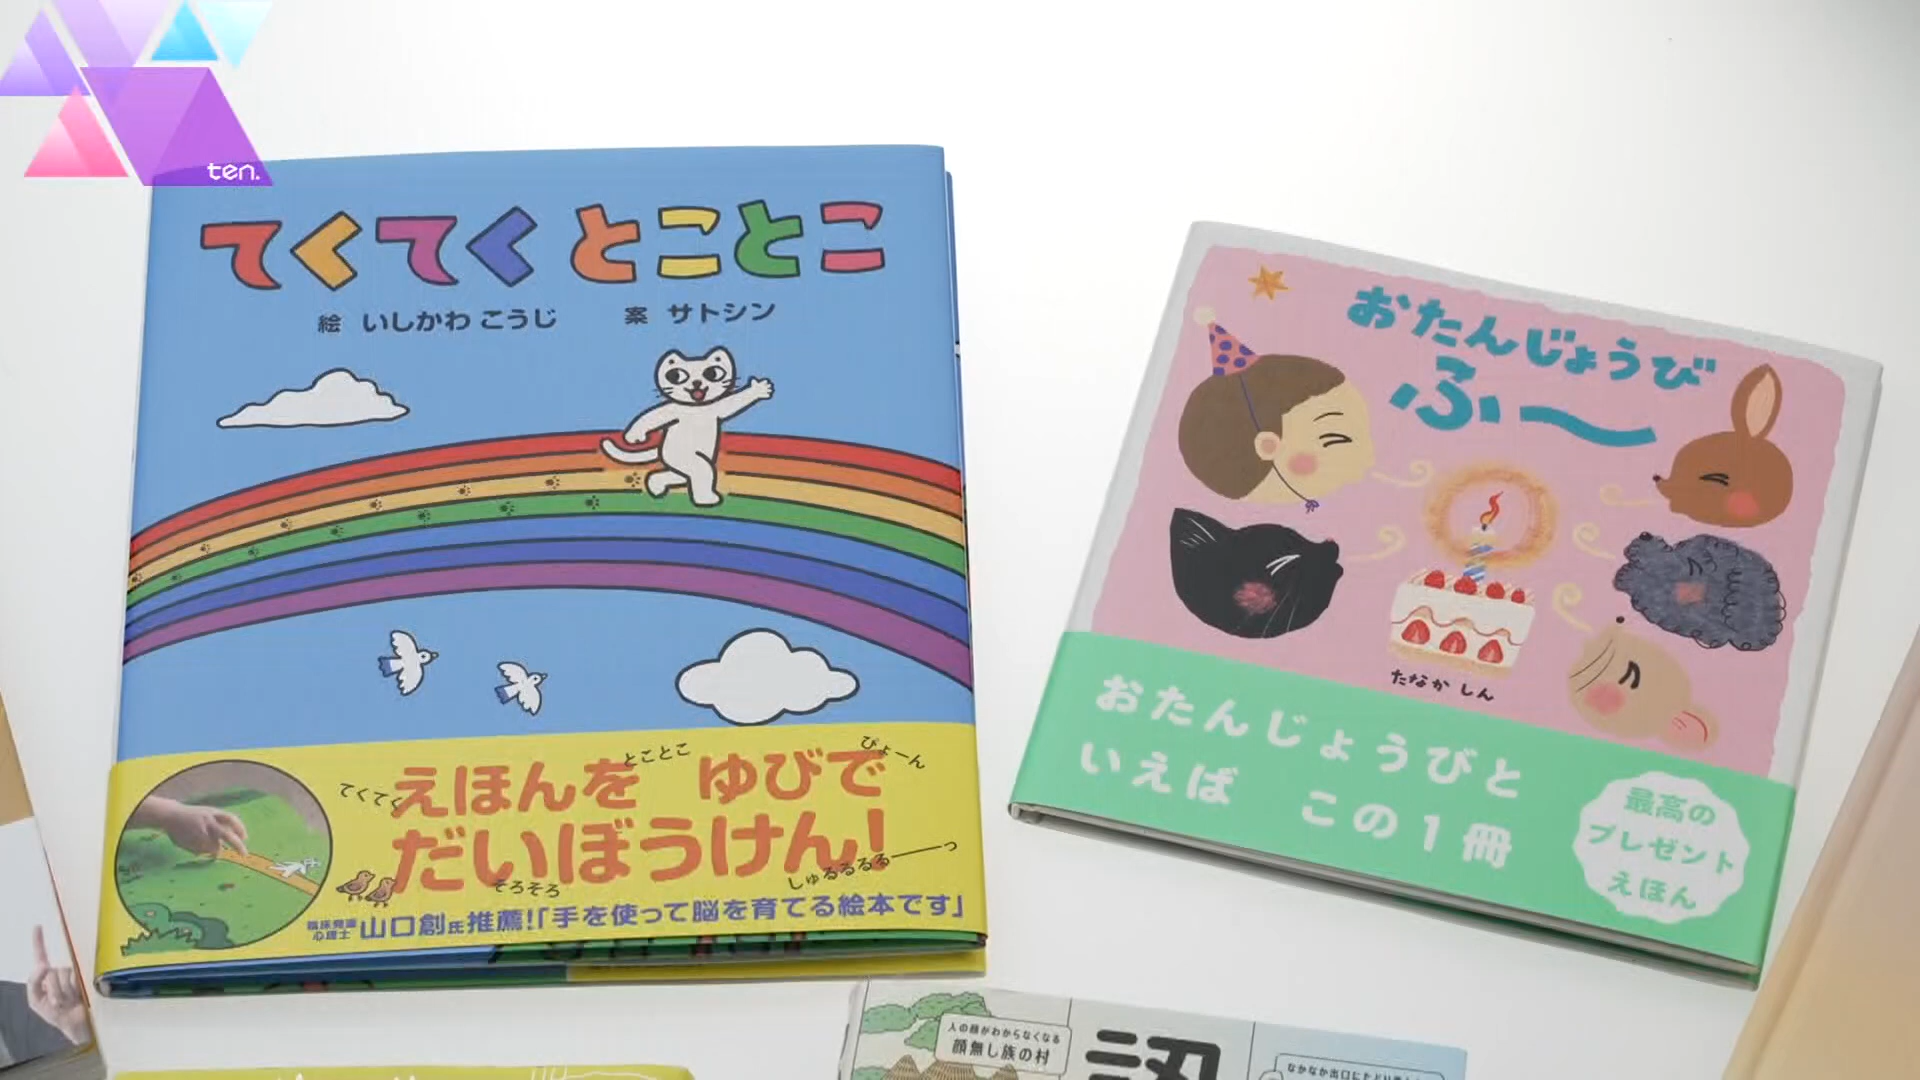 ten.
てくてく とことこ
絵 いしかわ こうじ 案 サトシン
てくてく
とことこ
ぴょーん
えほんを ゆびで
だいぼうけん!
そろそろ
しゅるるるる——っ
臨床発達心理士 山口創氏推薦!「手を使って脳を育てる絵本です」
おたんじょうび
ふ〜
たなか しん
おたんじょうびと
いえば この1冊
最高の
プレゼント
えほん
人の顔がわからなくなる
顔無し族の村